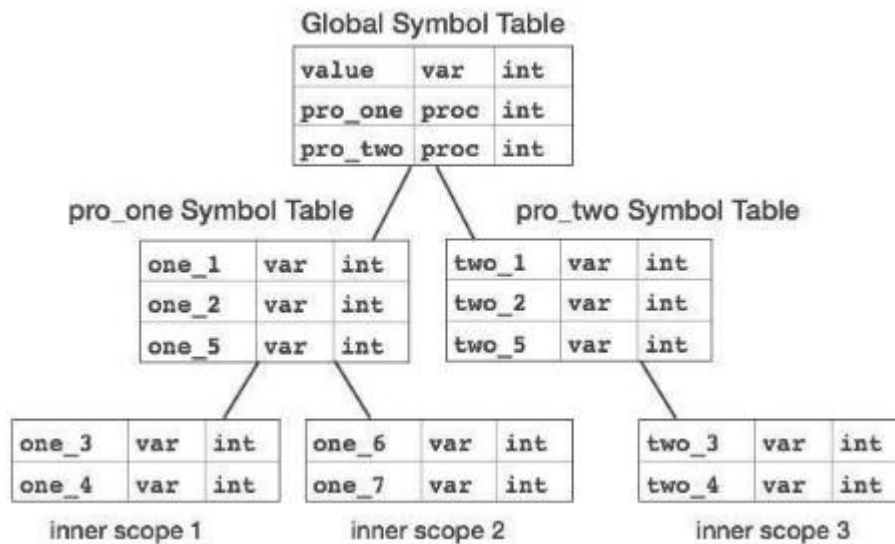 Global Symbol Table
value var int
pro_one proc int
pro_two proc int
pro_one Symbol Table
one_1 var int
one_2 var int
one_5 var int
pro_two Symbol Table
two_1 var int
two_2 var int
two_5 var int
one_3 var int
one_4 var int
inner scope 1
one_6 var int
one_7 var int
inner scope 2
two_3 var int
two_4 var int
inner scope 3